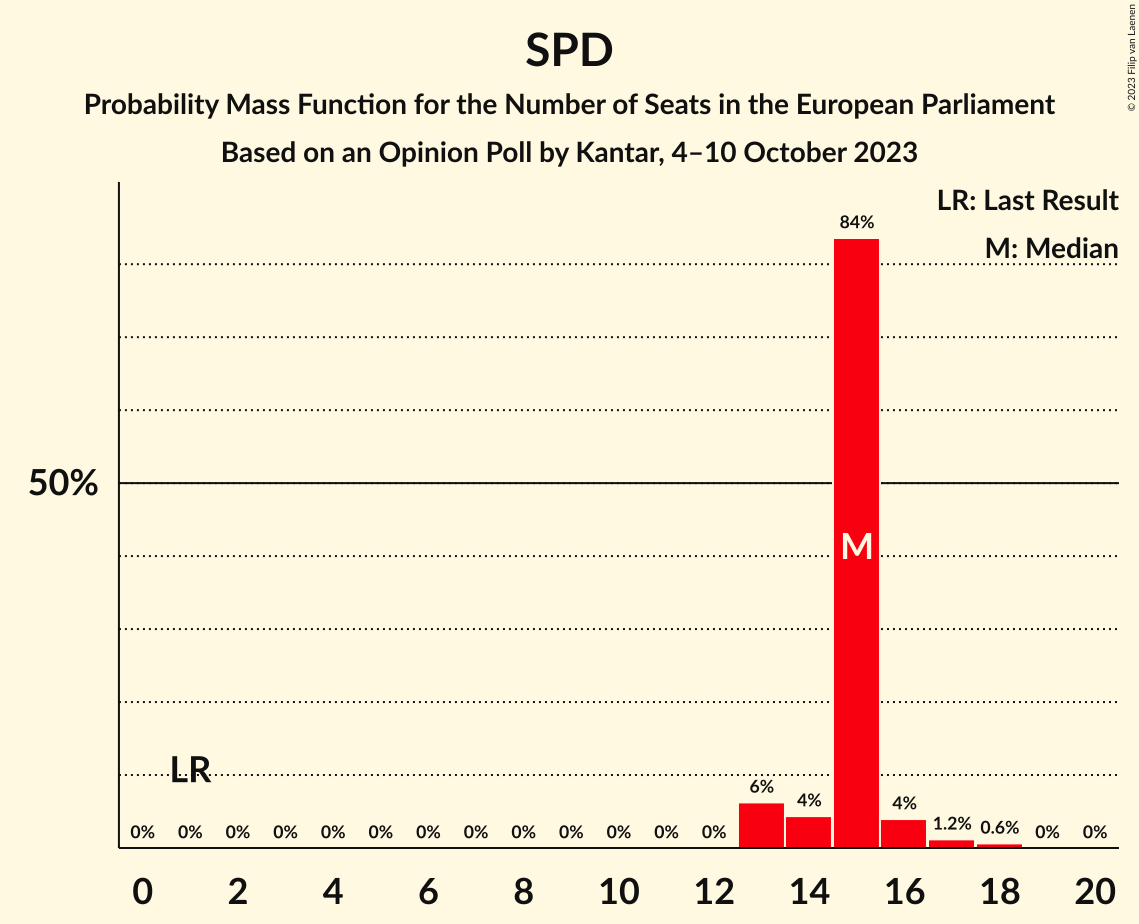 SPD
Probability Mass Function for the Number of Seats in the European Parliament
Based on an Opinion Poll by Kantar, 4–10 October 2023
© 2023 Filip van Laenen
LR: Last Result
M: Median
84%
50%
M
LR
6%
4%
4%
1.2%
0.6%
0% 0% 0% 0% 0% 0% 0% 0% 0% 0% 0% 0% 0% 0% 0%
0 2 4 6 8 10 12 14 16 18 20